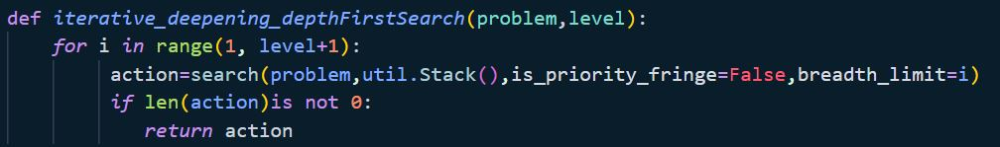 def iterative_deepening_depthFirstSearch(problem,level):
    for i in range(1, level+1):
        action=search(problem,util.Stack(),is_priority_fringe=False,breadth_limit=i)
        if len(action)is not 0:
           return action